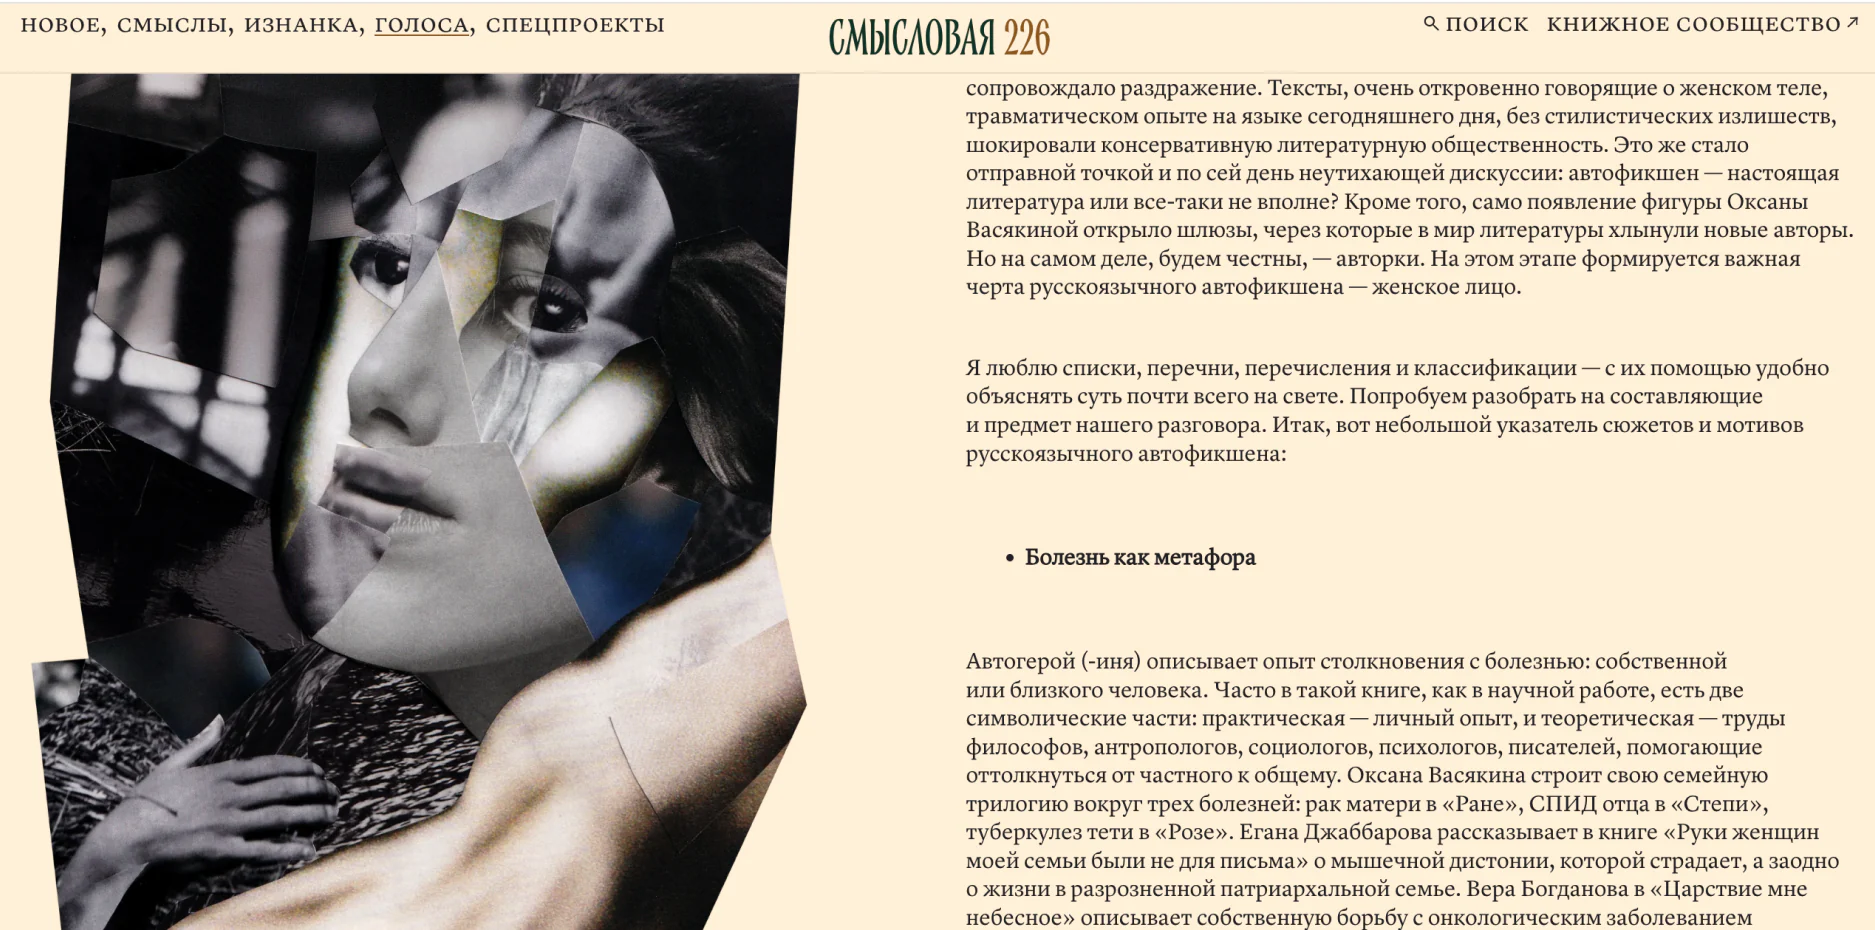 НОВОЕ, СМЫСЛЫ, ИЗНАНКА, ГОЛОСА, СПЕЦПРОЕКТЫ
СМЫСЛОВАЯ 226
ПОИСК
КНИЖНОЕ СООБЩЕСТВО ↗
сопровождало раздражение. Тексты, очень откровенно говорящие о женском теле,
травматическом опыте на языке сегодняшнего дня, без стилистических излишеств,
шокировали консервативную литературную общественность. Это же стало
отправной точкой и по сей день неутихающей дискуссии: автофикшен — настоящая
литература или все-таки не вполне? Кроме того, само появление фигуры Оксаны
Васякиной открыло шлюзы, через которые в мир литературы хлынули новые авторы.
Но на самом деле, будем честны, — авторки. На этом этапе формируется важная
черта русскоязычного автофикшена — женское лицо.
Я люблю списки, перечни, перечисления и классификации — с их помощью удобно
объяснять суть почти всего на свете. Попробуем разобрать на составляющие
и предмет нашего разговора. Итак, вот небольшой указатель сюжетов и мотивов
русскоязычного автофикшена:
• Болезнь как метафора
Автогерой (-иня) описывает опыт столкновения с болезнью: собственной
или близкого человека. Часто в такой книге, как в научной работе, есть две
символические части: практическая — личный опыт, и теоретическая — труды
философов, антропологов, социологов, психологов, писателей, помогающие
оттолкнуться от частного к общему. Оксана Васякина строит свою семейную
трилогию вокруг трех болезней: рак матери в «Ране», СПИД отца в «Степи»,
туберкулез тети в «Розе». Егана Джаббарова рассказывает в книге «Руки женщин
моей семьи были не для письма» о мышечной дистонии, которой страдает, а заодно
о жизни в разрозненной патриархальной семье. Вера Богданова в «Царствие мне
небесное» описывает собственную борьбу с онкологическим заболеванием